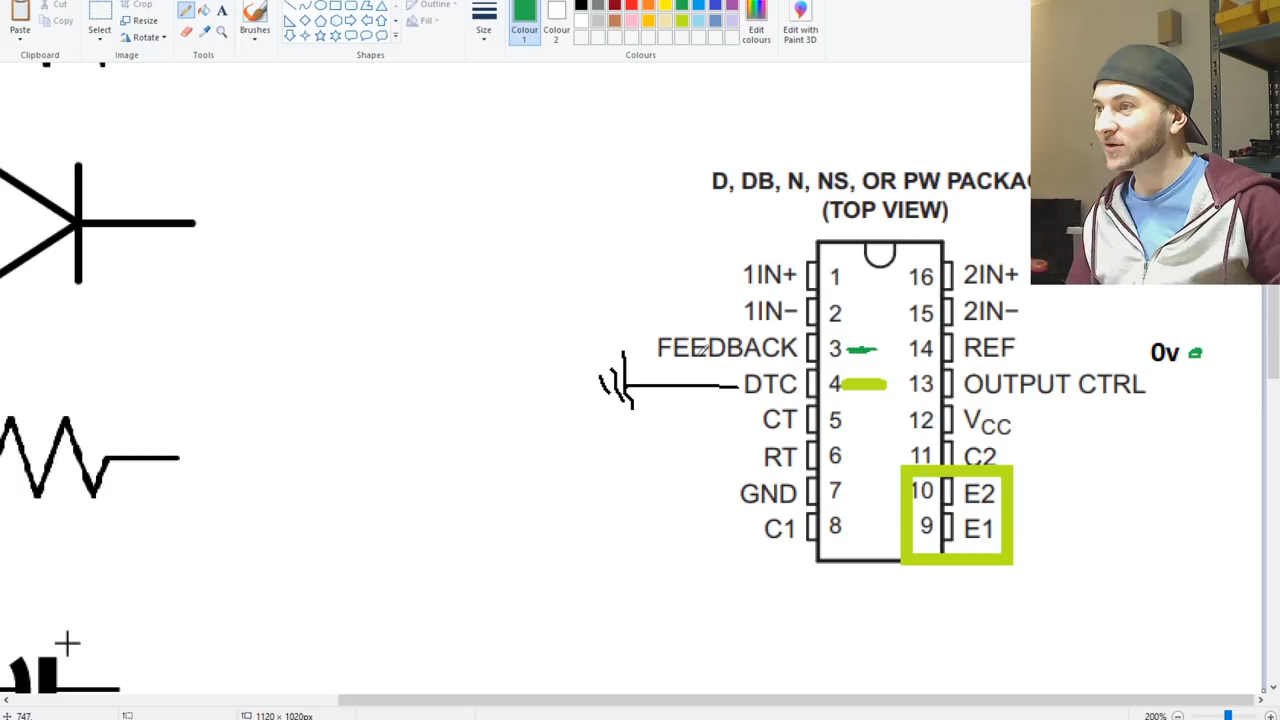 Paste
Cut
Copy
Clipboard
Select
Crop
Resize
Rotate
Image
A
Tools
Brushes
Outline
Fill
Shapes
Size
Colour 1
Colour 2
Edit colours
Colours
Edit with Paint 3D
D, DB, N, NS, OR PW PACKA
(TOP VIEW)
1IN+ 1 16 2IN+
1IN− 2 15 2IN−
FEEDBACK 3 14 REF 0v
DTC 4 13 OUTPUT CTRL
CT 5 12 VCC
RT 6 11 C2
GND 7 10 E2
C1 8 9 E1
+
747,
1120 × 1020px
200%